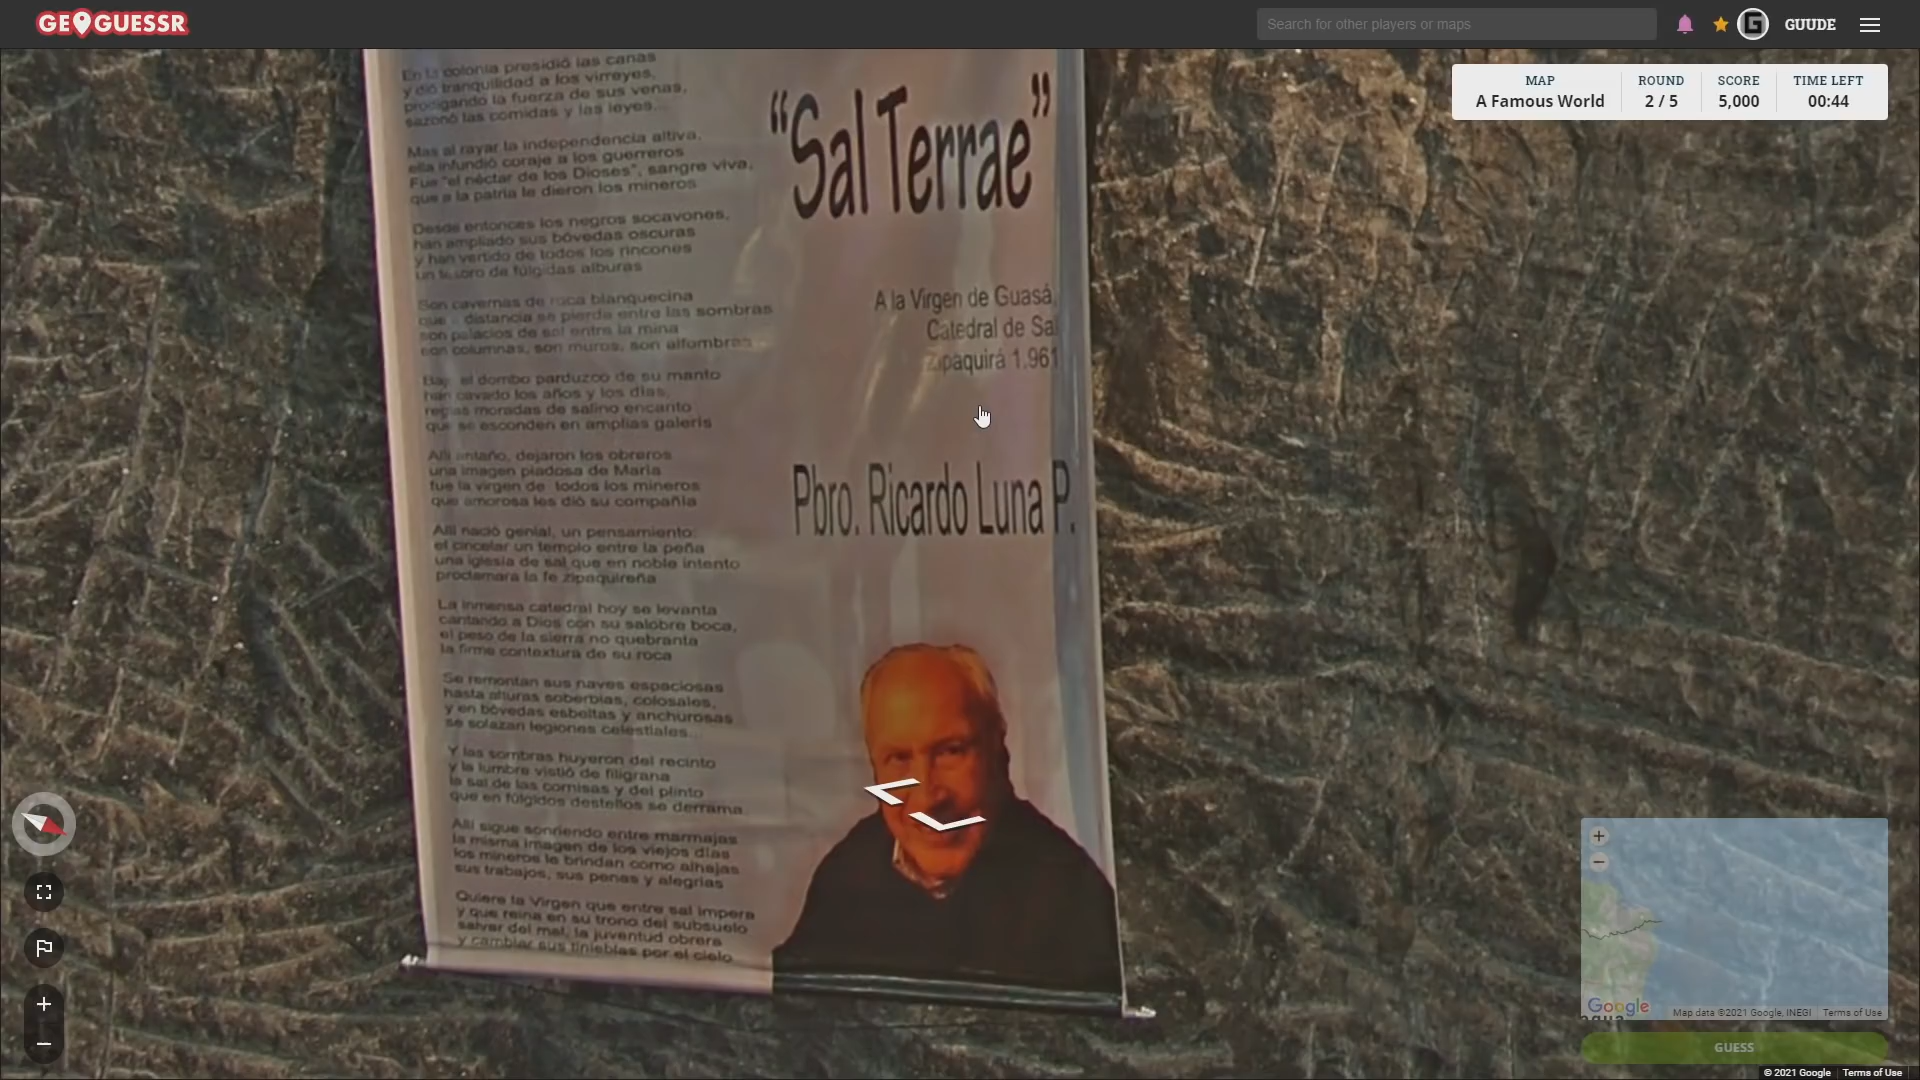 GEOGUESSR
Search for other players or maps
GUUDE
MAP
A Famous World
ROUND
2 / 5
SCORE
5,000
TIME LEFT
00:44
En la colonia presidió las canas
y dió tranquilidad a los virreyes,
prodigando la fuerza de sus venas,
sazonó las comidas y las leyes...
Mas al rayar la independencia altiva,
ella infundió coraje a los guerreros
Fue "el néctar de los Dioses", sangre viva,
que a la patria le dieron los mineros
Desde entonces los negros socavones,
han ampliado sus bóvedas oscuras
y han vertido de todos los rincones
un tesoro de fúlgidas alburas
Son cavernas de roca blanquecina
que distancia se pierde entre las sombras
son palacios de sal entre la mina
son columnas, son muros, son alfombras
Bajo el dombo parduzco de su manto
han cavado los años y los días,
regias moradas de salino encanto
que se esconden en amplias galeris
Allí antaño, dejaron los obreros
una imagen piadosa de María
fue la virgen de todos los mineros
que amorosa les dió su compañía
Allí nació genial, un pensamiento:
el cincelar un templo entre la peña
una iglesia de sal que en noble intento
proclamara la fe zipaquireña
La inmensa catedral hoy se levanta
cantando a Dios con su salobre boca,
el peso de la sierra no quebranta
la firme contextura de su roca
Se remontan sus naves espaciosas
hasta alturas soberbias, colosales,
y en bóvedas esbeltas y anchurosas
se solazan legiones celestiales...
Y las sombras huyeron del recinto
y la lumbre vistió de filigrana
la sal de las cornisas y del plinto
que en fúlgidos destellos se derrama.
Allí sigue sonriendo entre marmajas
la misma imagen de los viejos días
los mineros le brindan como alhajas
sus trabajos, sus penas y alegrías
Quiere la Virgen que entre sal impera
y que reina en su trono del subsuelo
salvar del mal, la juventud obrera
y cambiar sus tinieblas por el cielo
"Sal Terrae"
A la Virgen de Guasá,
Catedral de Sal
Zipaquirá 1.961
Pbro. Ricardo Luna P.
Google
Map data ©2021 Google, INEGI
Terms of Use
GUESS
© 2021 Google
Terms of Use